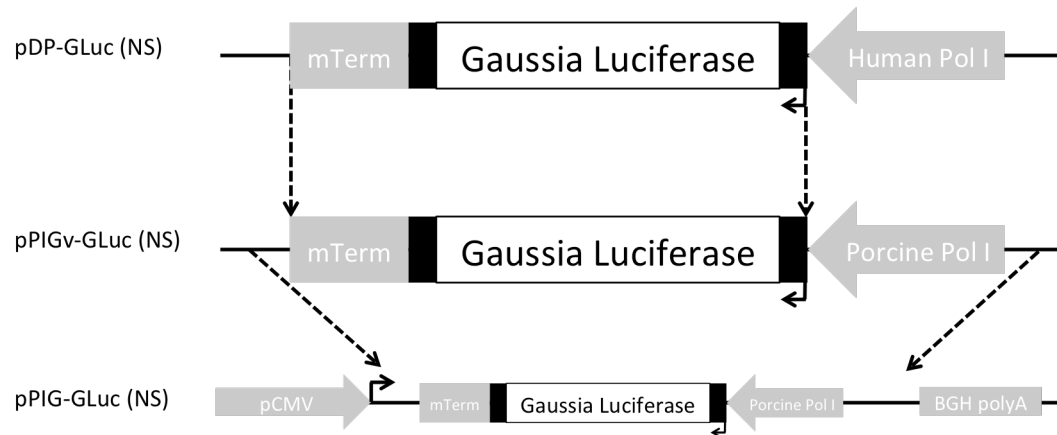 pDP-GLuc (NS)
mTerm Gaussia Luciferase Human Pol I
pPIGv-GLuc (NS)
mTerm Gaussia Luciferase Porcine Pol I
pPIG-GLuc (NS)
pCMV mTerm Gaussia Luciferase Porcine Pol I BGH polyA